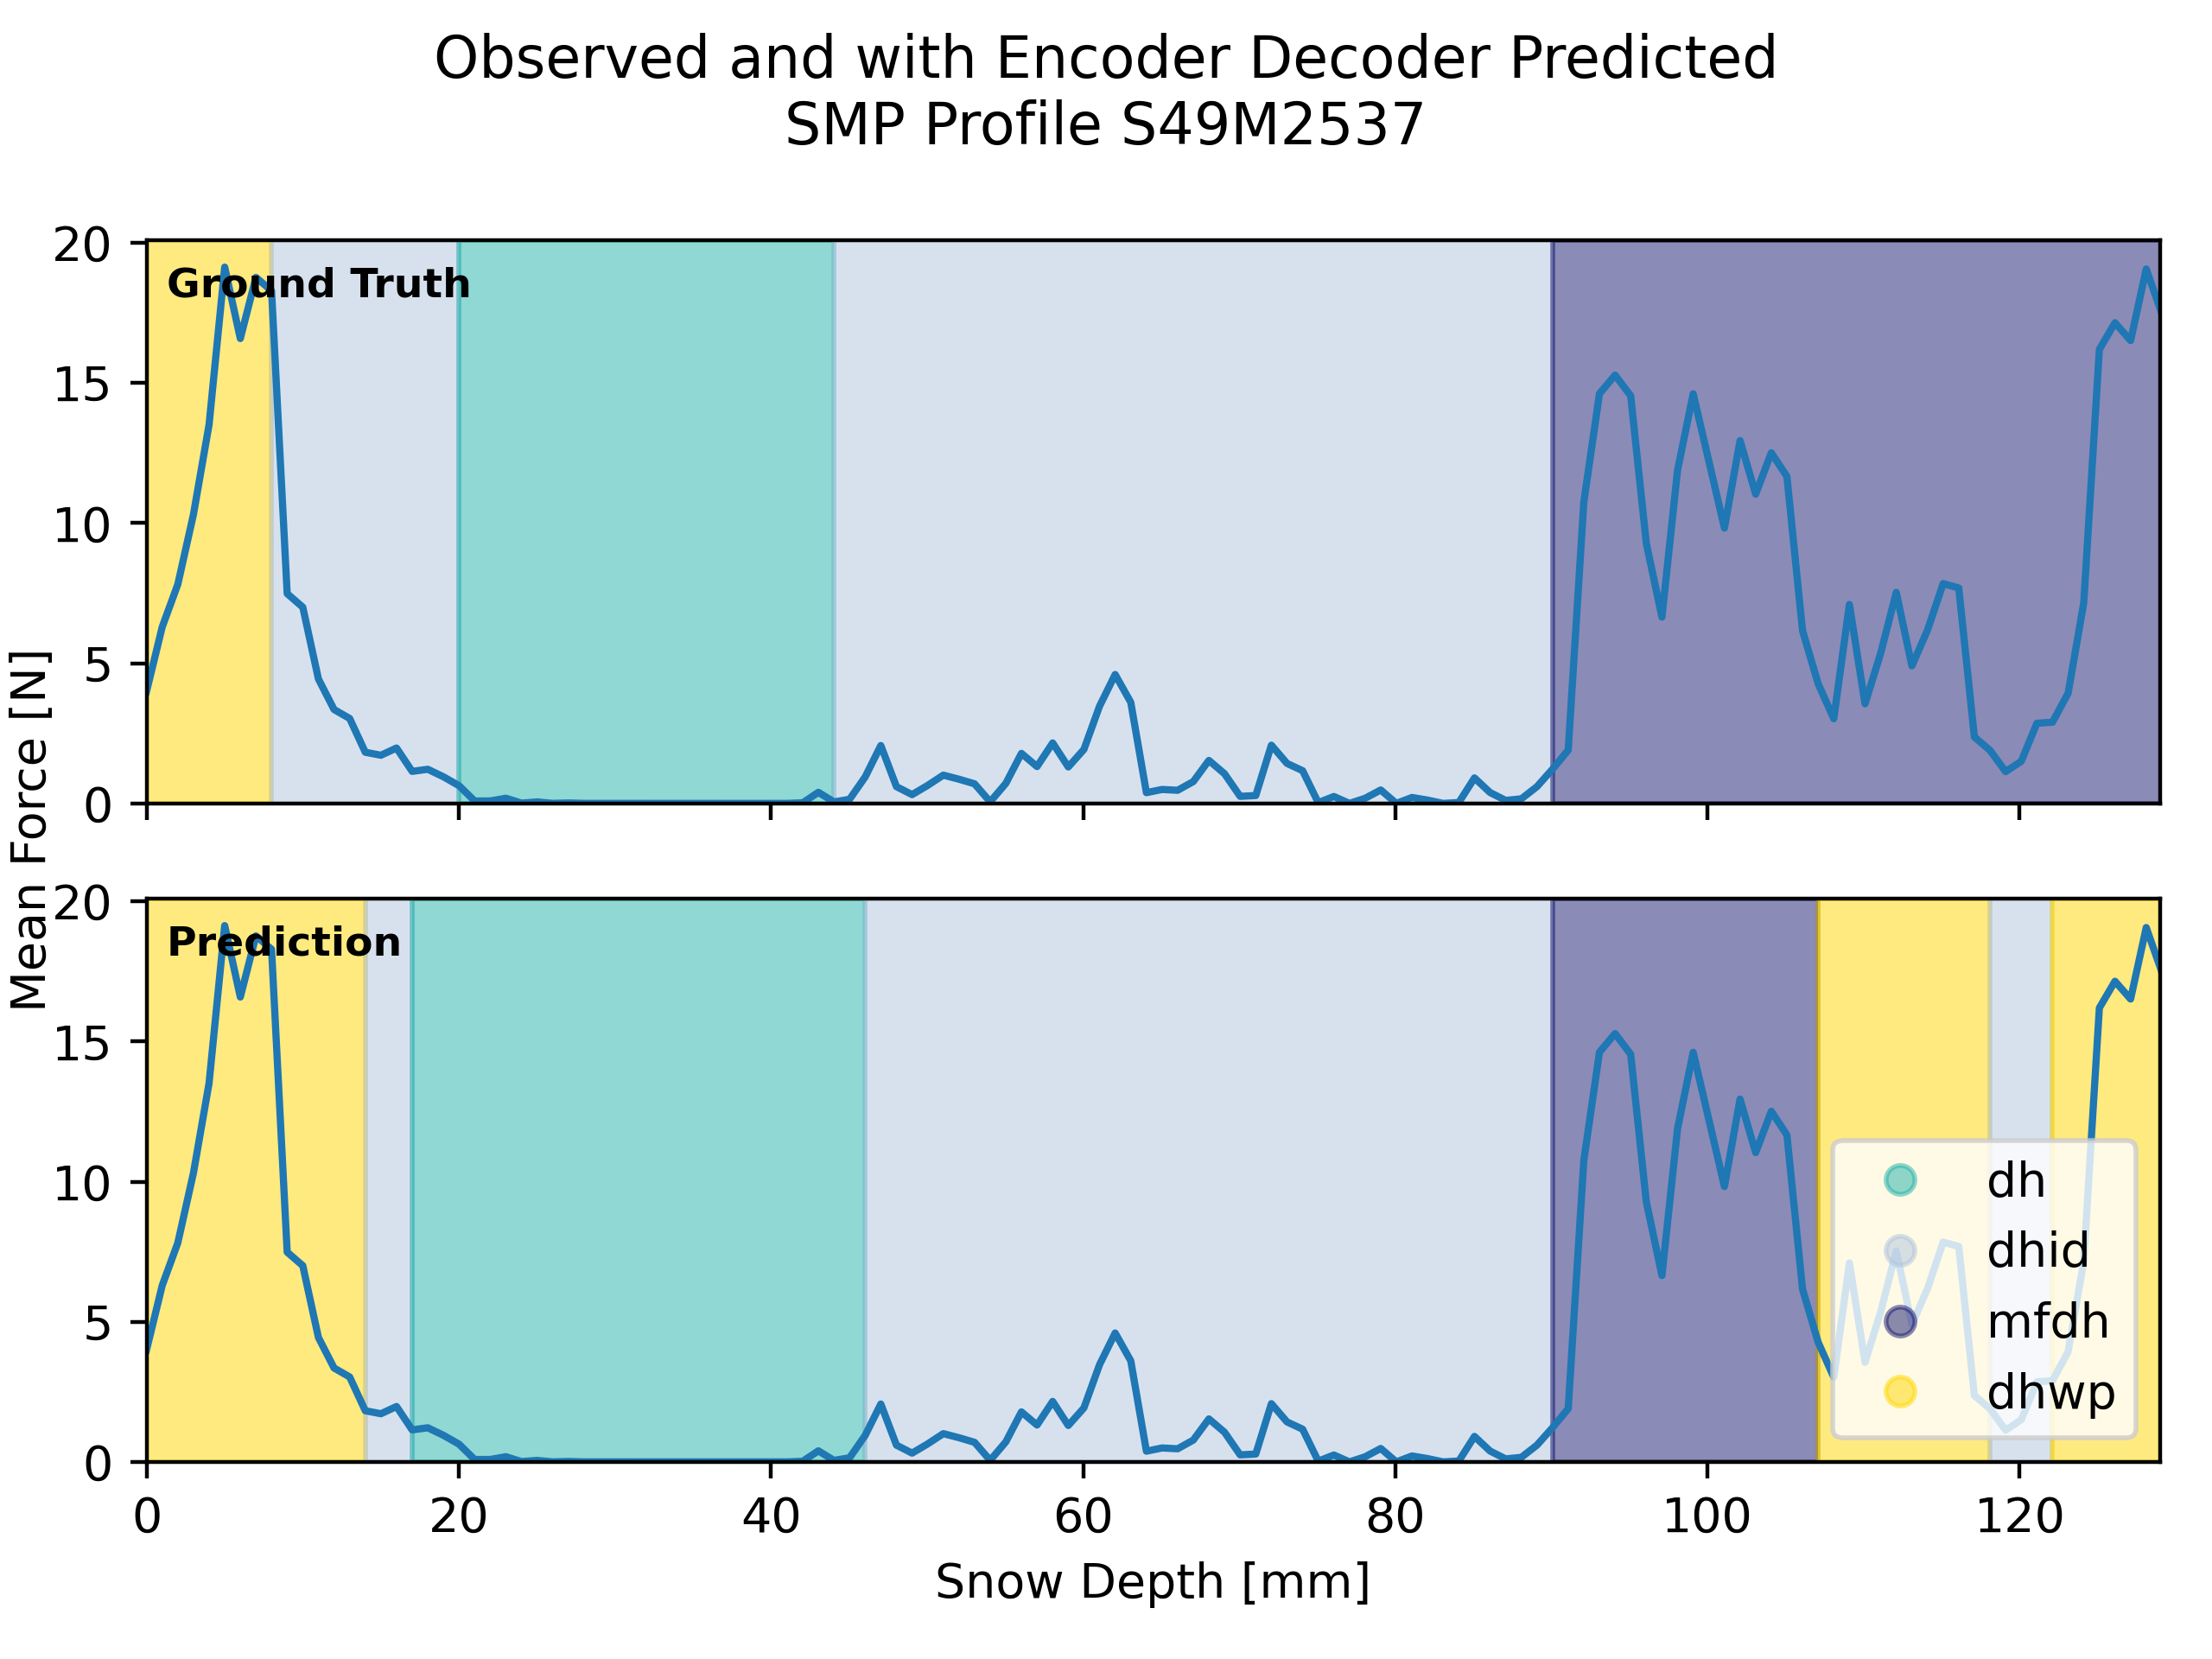 Observed and with Encoder Decoder Predicted
SMP Profile S49M2537
20
15
10
5
0
Ground Truth
Mean Force [N]
20
15
10
5
0
Prediction
dh
dhid
mfdh
dhwp
0 20 40 60 80 100 120
Snow Depth [mm]